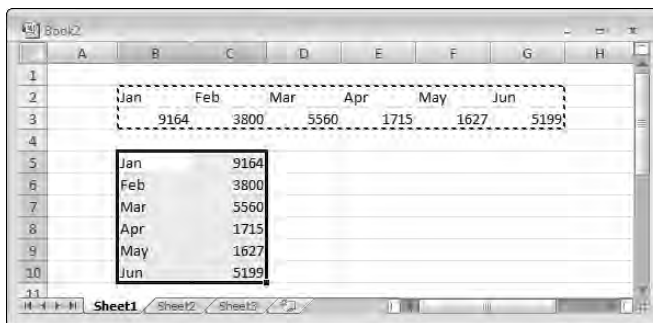 Book2
A B C D E F G H
1
2 Jan Feb Mar Apr May Jun
3 9164 3800 5560 1715 1627 5199
4
5 Jan 9164
6 Feb 3800
7 Mar 5560
8 Apr 1715
9 May 1627
10 Jun 5199
11
Sheet1 Sheet2 Sheet3